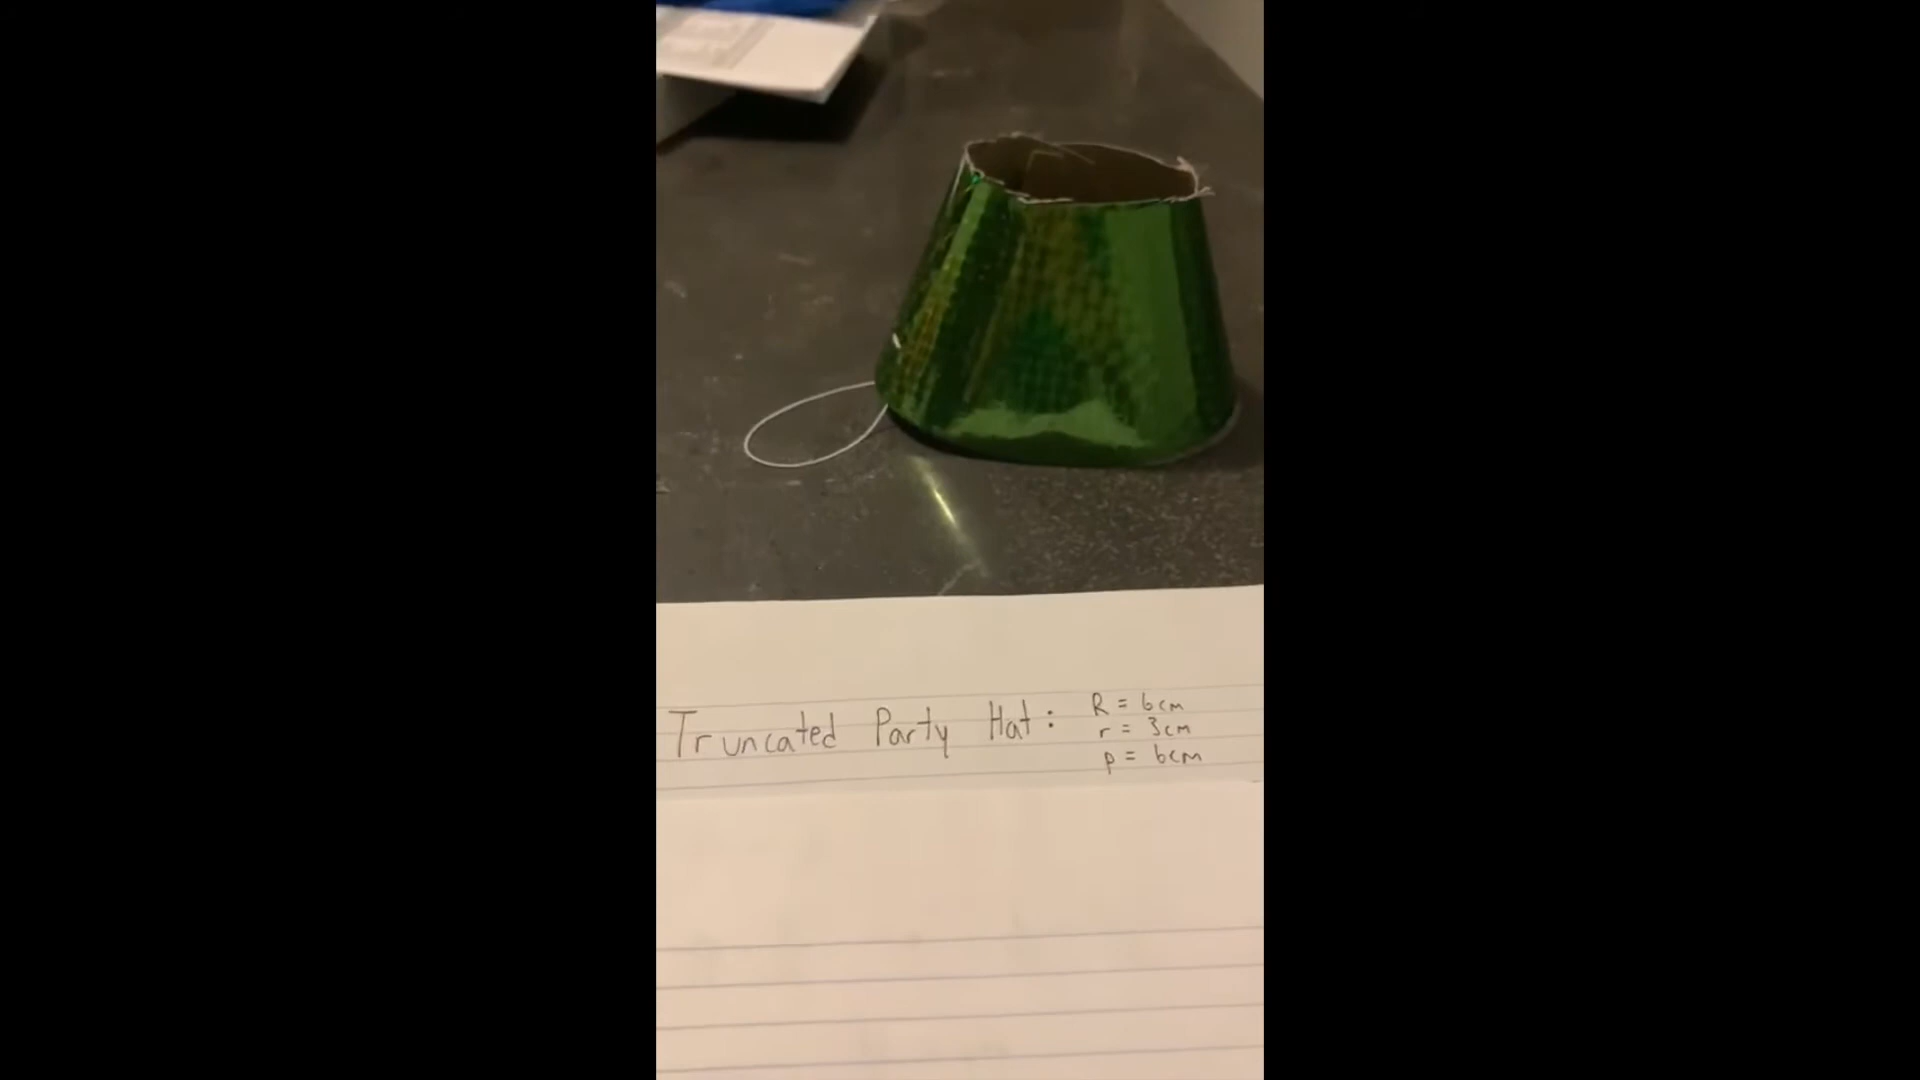 Truncated Party Hat:
R = 6cm
r = 3cm
p = 6cm